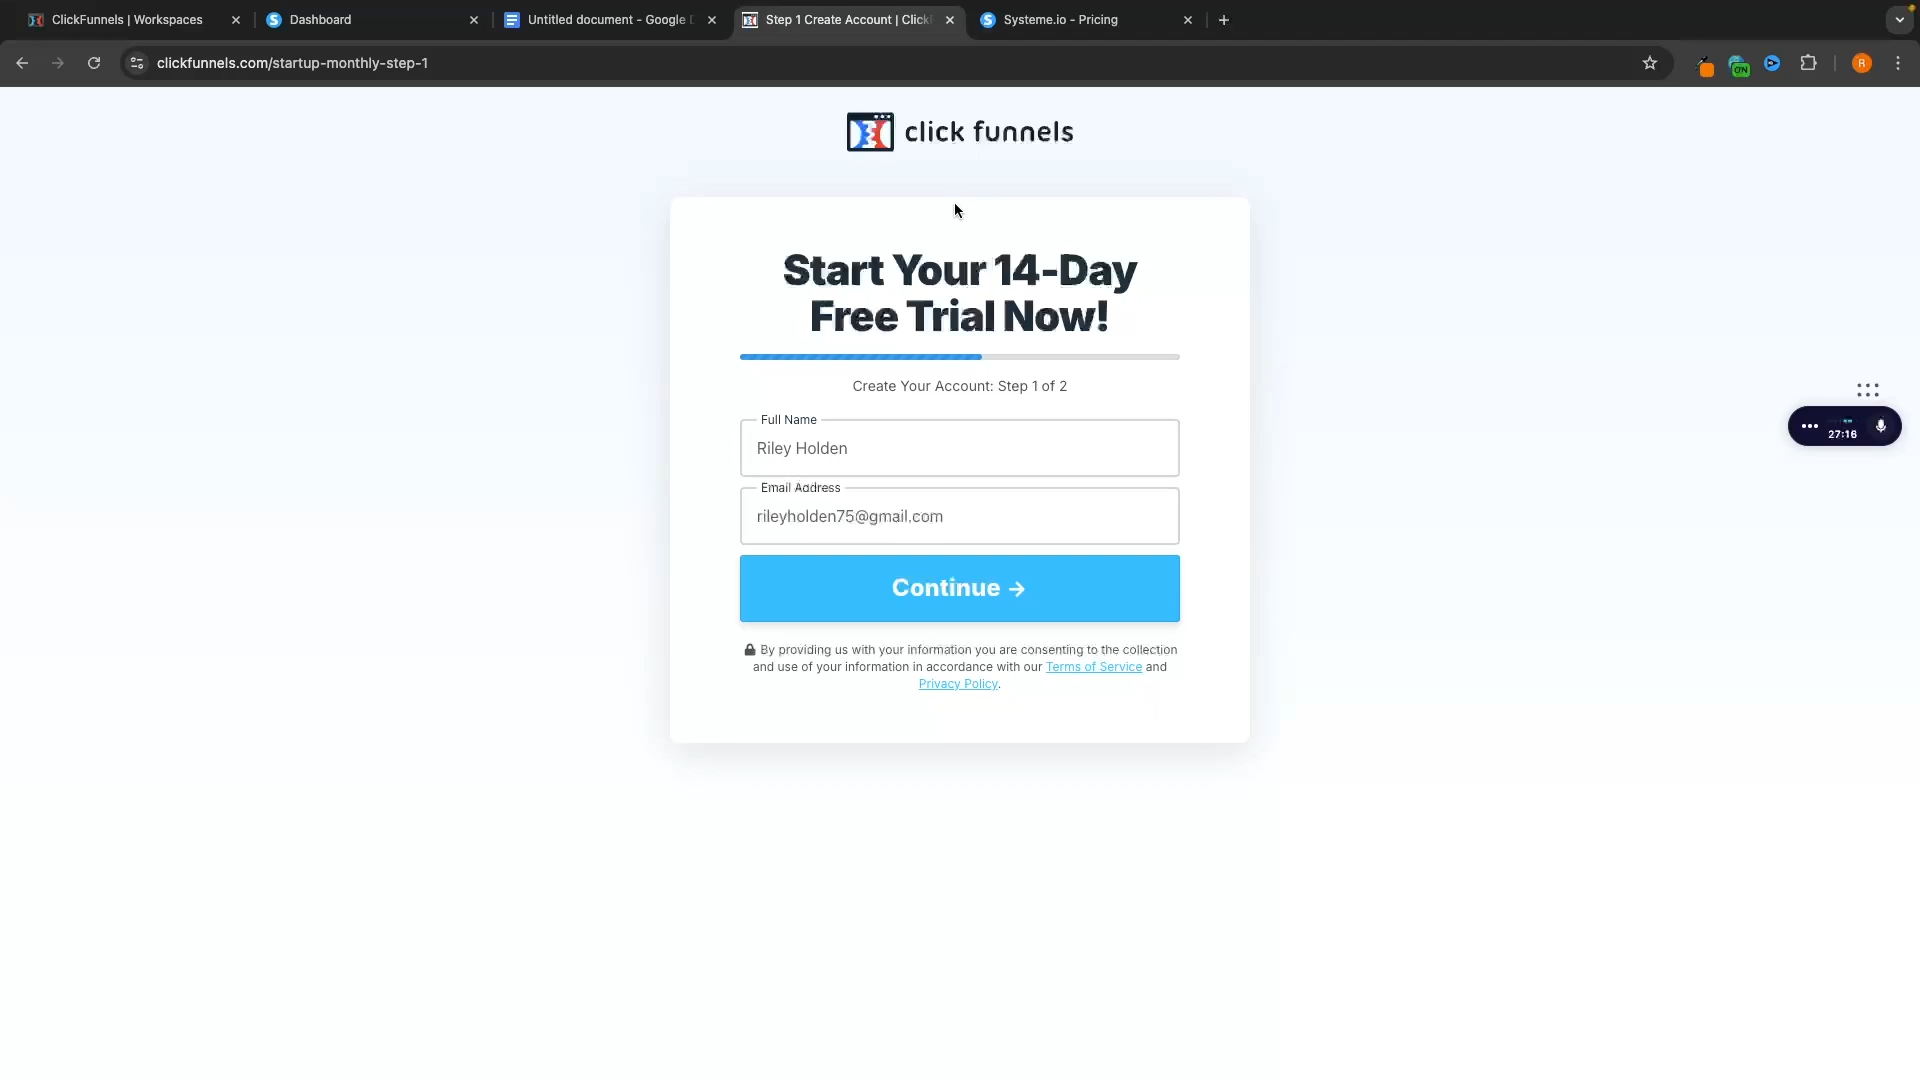 ClickFunnels | Workspaces
Dashboard
Untitled document - Google
Step 1 Create Account | Click
Systeme.io - Pricing
clickfunnels.com/startup-monthly-step-1
ON
R
click funnels
Start Your 14-Day
Free Trial Now!
Create Your Account: Step 1 of 2
Full Name
Riley Holden
Email Address
rileyholden75@gmail.com
Continue →
27:16
By providing us with your information you are consenting to the collection
and use of your information in accordance with our Terms of Service and
Privacy Policy.